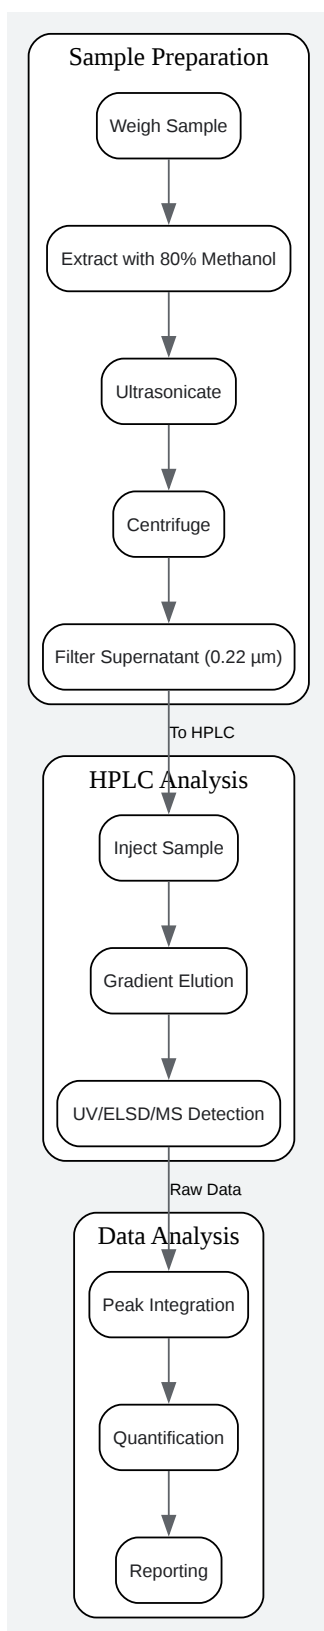 Sample Preparation
Weigh Sample
Extract with 80% Methanol
Ultrasonicate
Centrifuge
Filter Supernatant (0.22 µm)
To HPLC
HPLC Analysis
Inject Sample
Gradient Elution
UV/ELSD/MS Detection
Raw Data
Data Analysis
Peak Integration
Quantification
Reporting